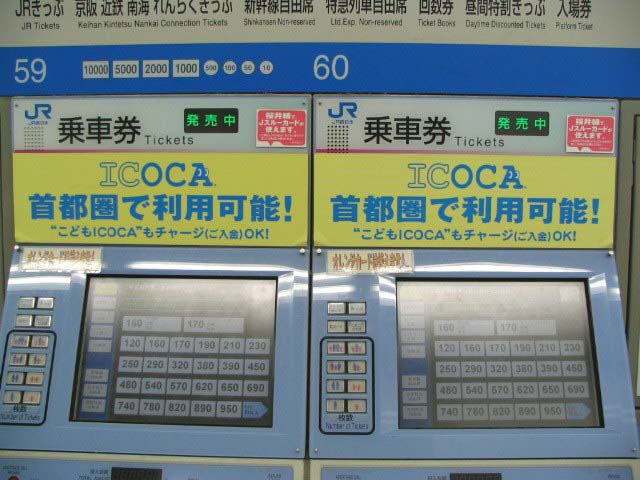 JRきっぷ 京阪 近鉄 南海 れんらくきっぷ 新幹線自由席 特急列車自由席 回数券 昼間特割きっぷ 入場券
JR Tickets Keihan Kintetsu Nankai Connection Tickets Shinkansen Non-reserved Ltd.Exp. Non-reserved Ticket Books Daytime Discounted Tickets Platform Ticket
59 10000 5000 2000 1000 500 100 50 10 60
JR 乗車券 Tickets 発売中
桜井線で
Jスルーカードが
使えます。
ICOCA
首都圏で利用可能!
“こどもICOCA”もチャージ(ご入金)OK!
160 170
120 160 190 210 230
250 290 380 390 450
480 540 620 650 690
740 780 820 890 950
枚数
Number of Tickets
JR 乗車券 Tickets 発売中
桜井線で
Jスルーカードが
使えます。
ICOCA
首都圏で利用可能!
“こどもICOCA”もチャージ(ご入金)OK!
160 170
120 160 190 210 230
250 290 380 390 450
480 540 620 650 690
740 780 820 890 950
枚数
Number of Tickets